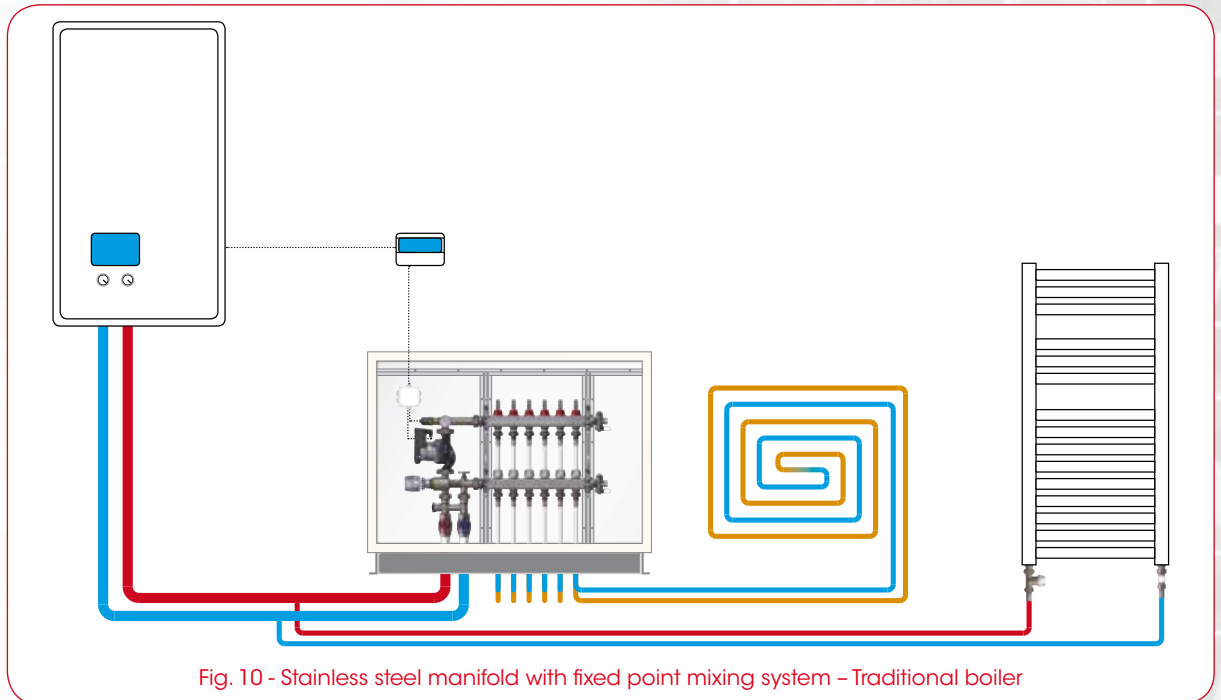 Fig. 10 - Stainless steel manifold with fixed point mixing system – Traditional boiler